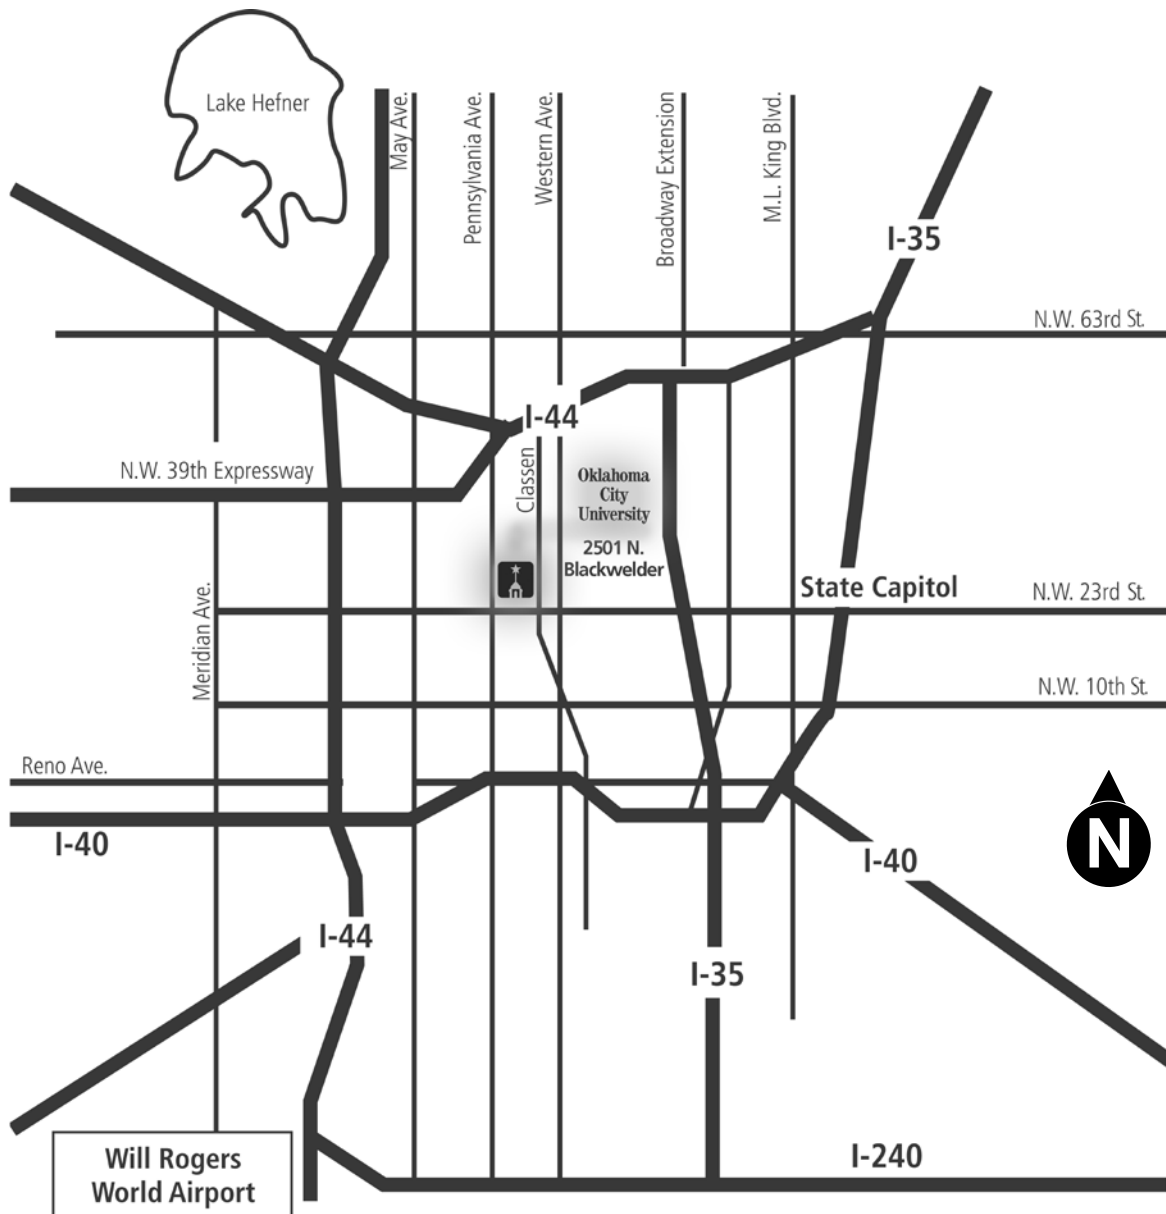 Lake Hefner
May Ave.
Pennsylvania Ave.
Western Ave.
Broadway Extension
M.L. King Blvd.
I-35
N.W. 63rd St.
I-44
N.W. 39th Expressway
Classen
Oklahoma
City
University
2501 N.
Blackwelder
State Capitol
N.W. 23rd St.
Meridian Ave.
N.W. 10th St.
Reno Ave.
I-40
I-40
N
I-44
I-35
I-240
Will Rogers
World Airport